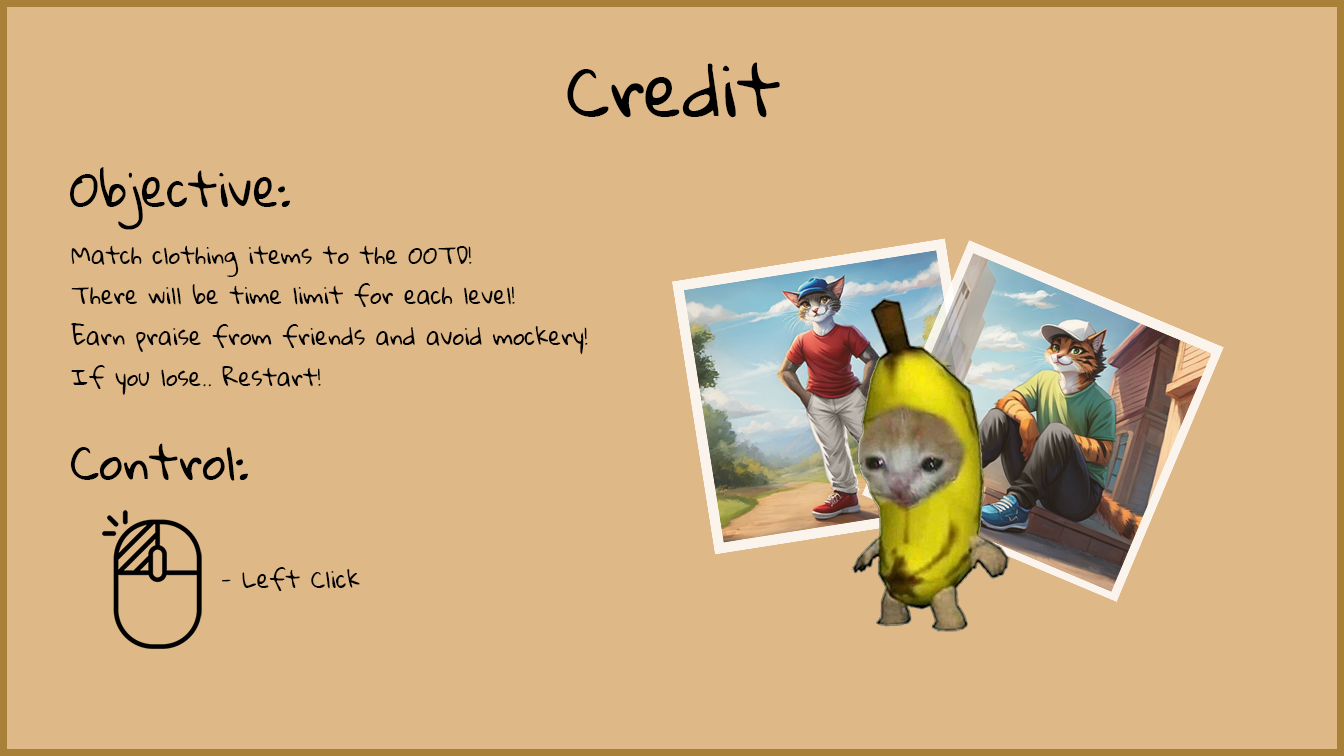 Credit
Objective:
Match clothing items to the OOTD!
There will be time limit for each level!
Earn praise from friends and avoid mockery!
If you lose.. Restart!
Control:
- Left Click